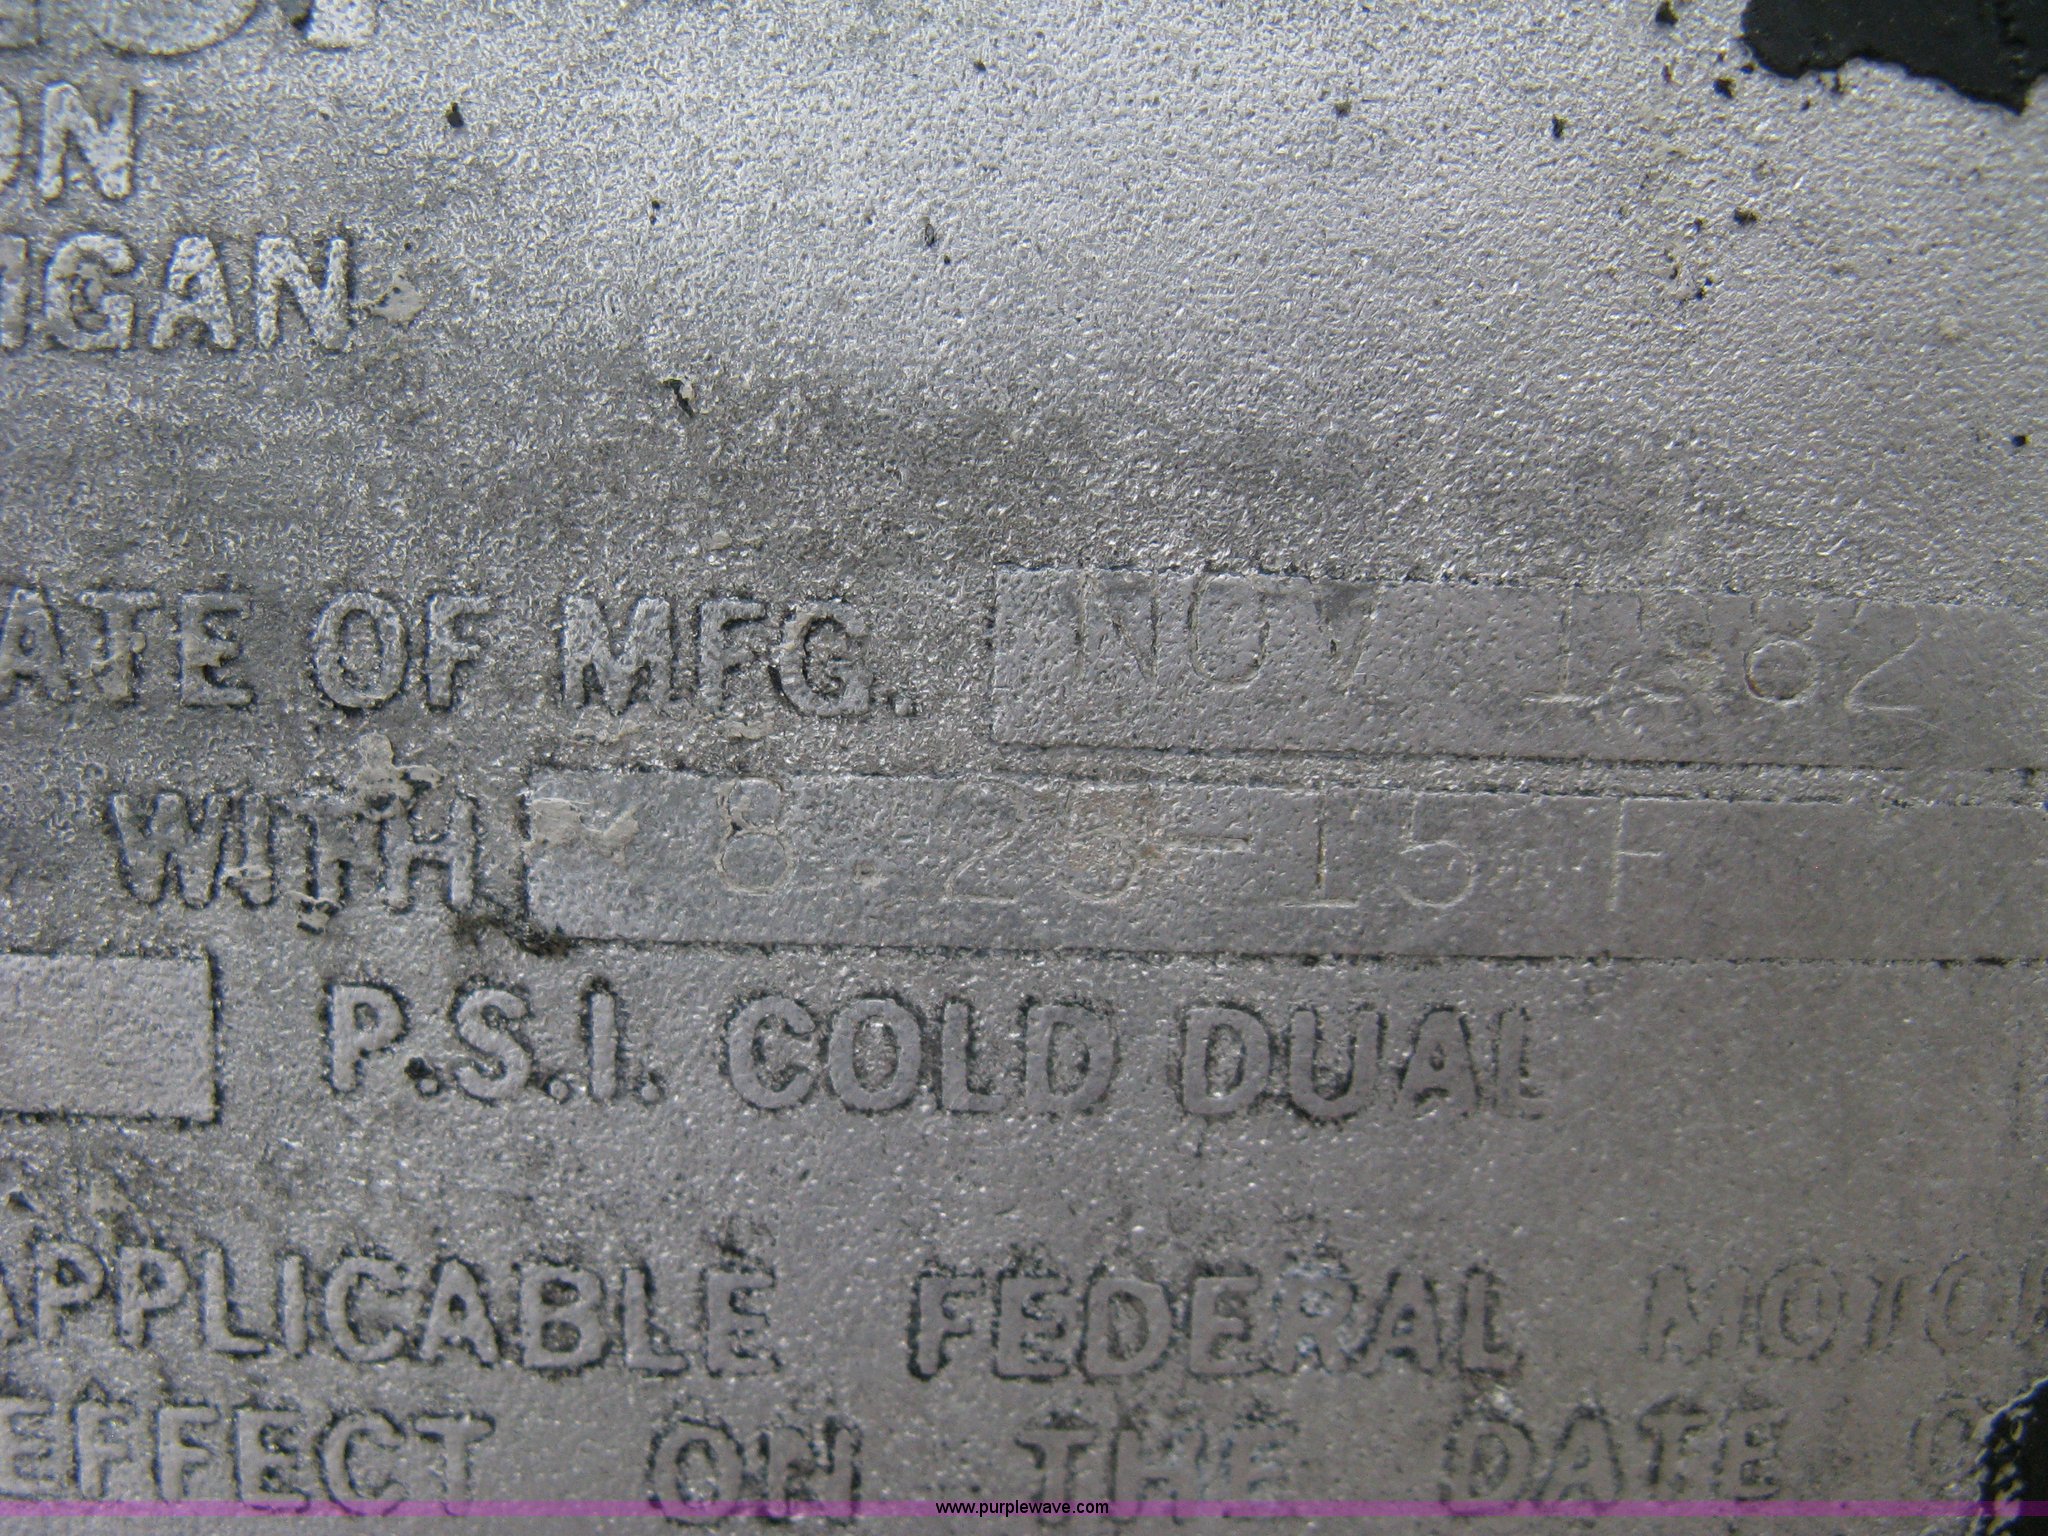 ON
IGAN
ATE OF MFG. NOV 1982
WITH 8.25-15 F
P.S.I. COLD DUAL
APPLICABLE FEDERAL MOTOR
EFFECT ON THE DATE O
www.purplewave.com